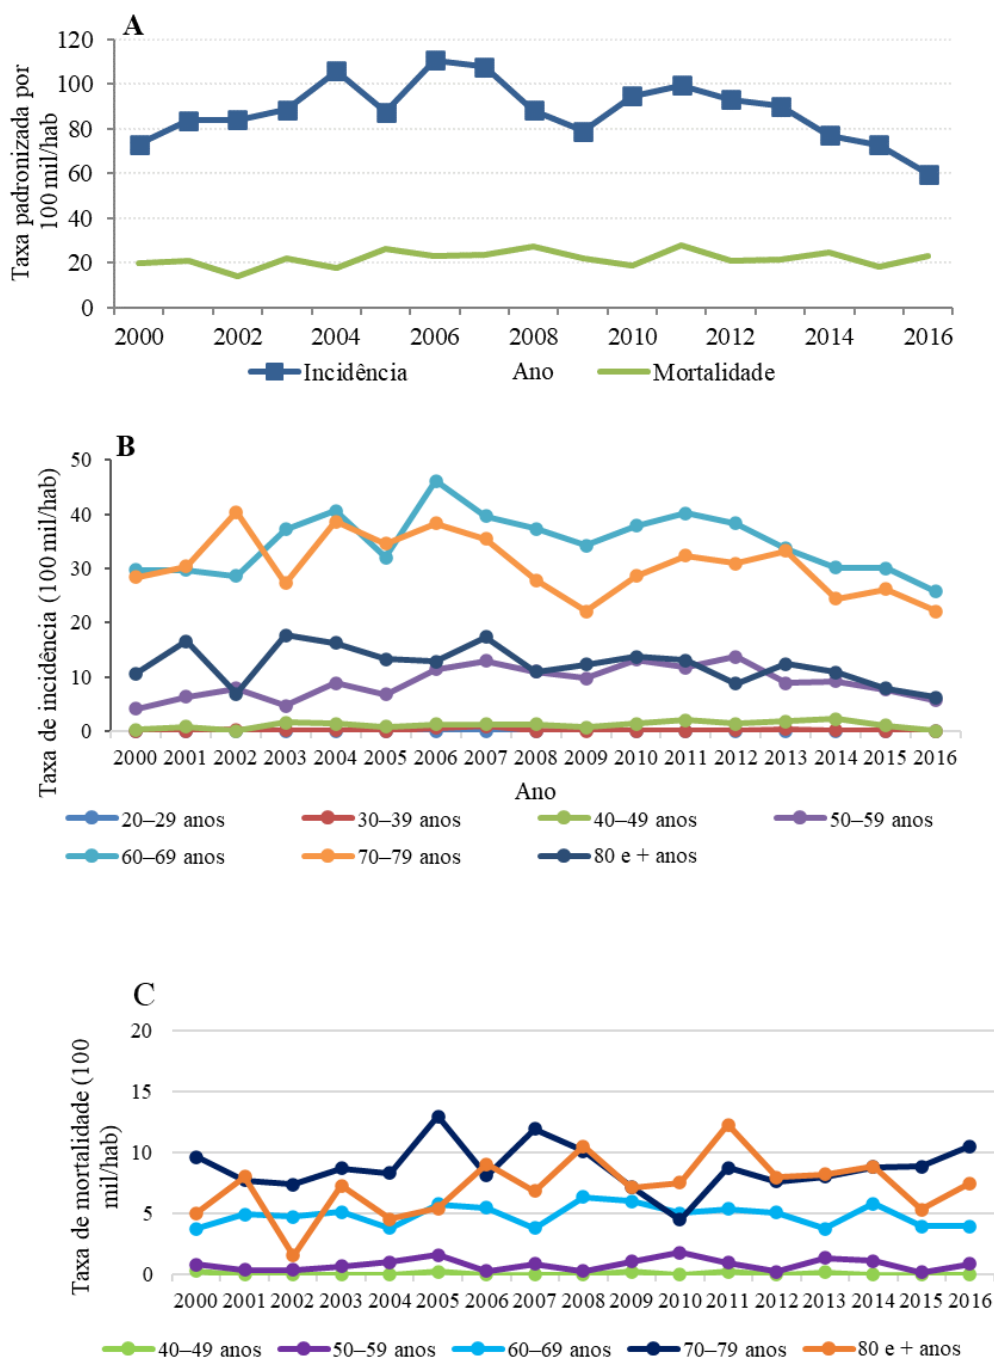 A
Taxa padronizada por
100 mil/hab
120
100
80
60
40
20
0
2000 2002 2004 2006 2008 2010 2012 2014 2016
Incidência Ano Mortalidade
B
Taxa de incidência (100 mil/hab)
50
40
30
20
10
0
2000 2001 2002 2003 2004 2005 2006 2007 2008 2009 2010 2011 2012 2013 2014 2015 2016
Ano
20–29 anos 30–39 anos 40–49 anos 50–59 anos
60–69 anos 70–79 anos 80 e + anos
C
Taxa de mortalidade (100
mil/hab)
20
15
10
5
0
2000 2001 2002 2003 2004 2005 2006 2007 2008 2009 2010 2011 2012 2013 2014 2015 2016
40–49 anos 50–59 anos 60–69 anos 70–79 anos 80 e + anos